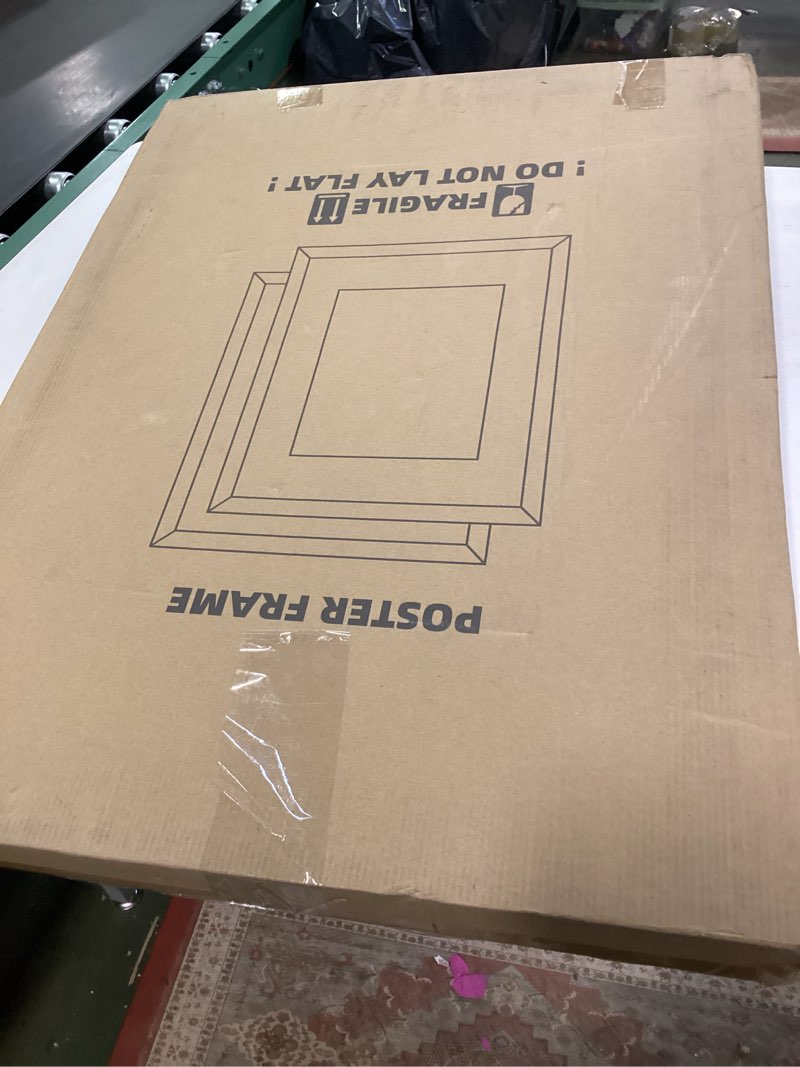 POSTER FRAME
FRAGILE
! DO NOT LAY FLAT !